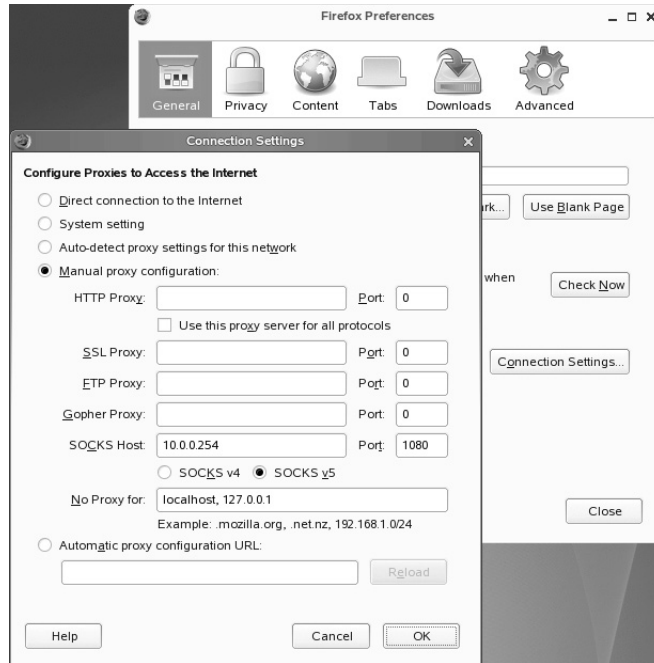 Firefox Preferences
General Privacy Content Tabs Downloads Advanced
Connection Settings
Configure Proxies to Access the Internet
Direct connection to the Internet
System setting
Auto-detect proxy settings for this network
Manual proxy configuration:
HTTP Proxy: Port: 0
Use this proxy server for all protocols
SSL Proxy: Port: 0
FTP Proxy: Port: 0
Gopher Proxy: Port: 0
SOCKS Host: 10.0.0.254 Port: 1080
SOCKS v4 SOCKS v5
No Proxy for: localhost, 127.0.0.1
Example: .mozilla.org, .net.nz, 192.168.1.0/24
Automatic proxy configuration URL:
Reload
Help Cancel OK
rk... Use Blank Page
when Check Now
Connection Settings...
Close